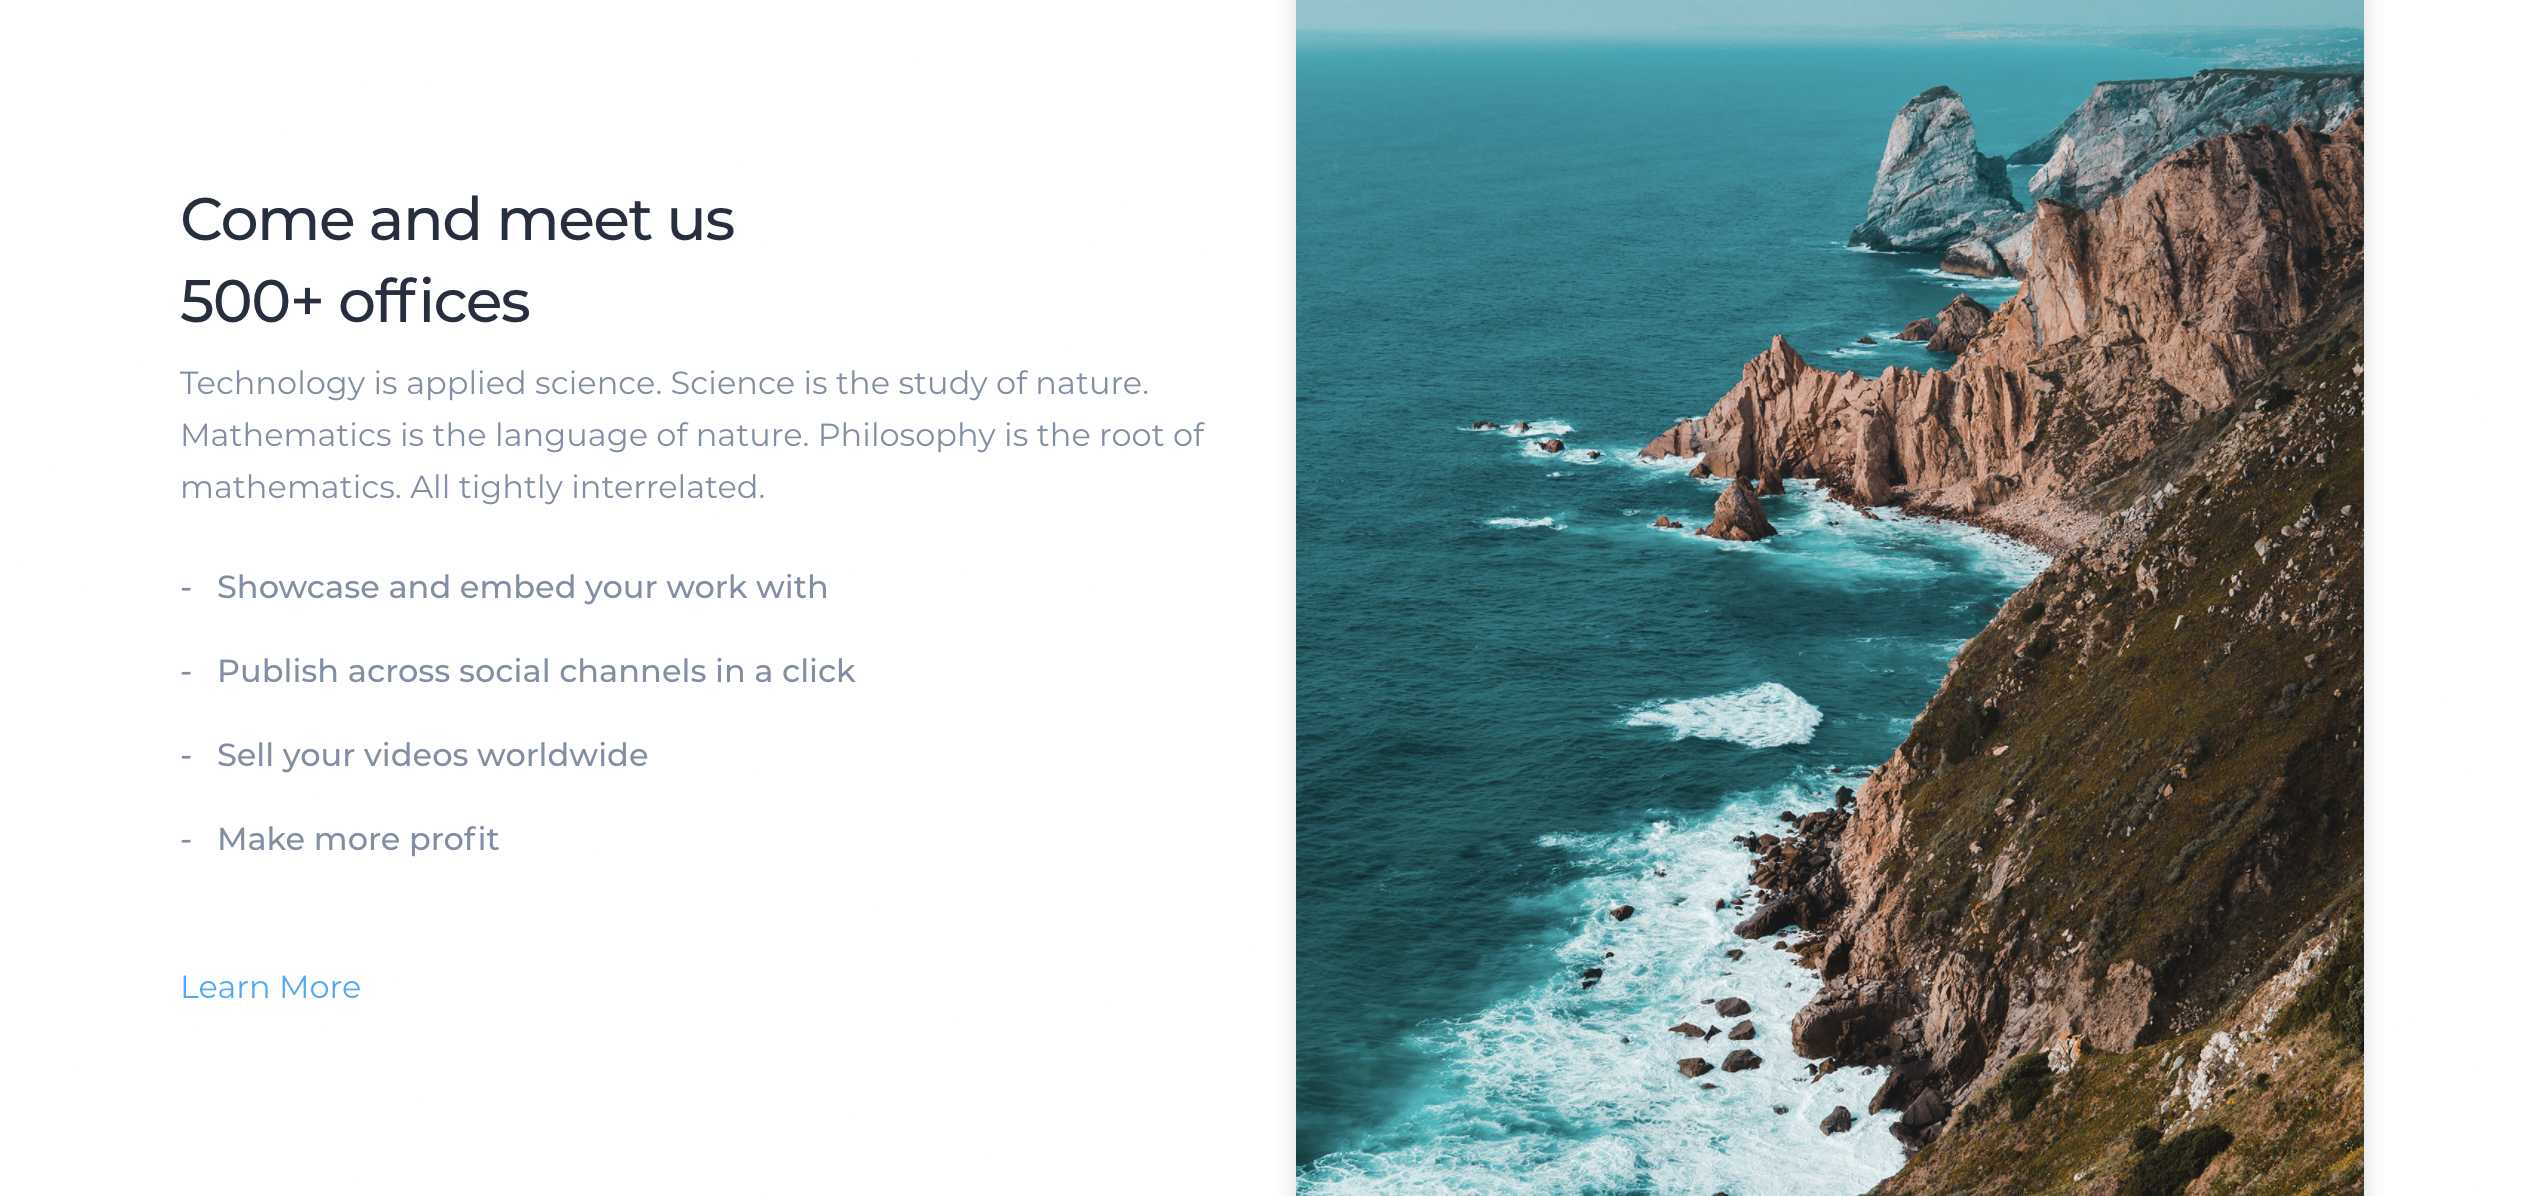 Come and meet us
500+ offices
Technology is applied science. Science is the study of nature.
Mathematics is the language of nature. Philosophy is the root of
mathematics. All tightly interrelated.
- Showcase and embed your work with
- Publish across social channels in a click
- Sell your videos worldwide
- Make more profit
Learn More